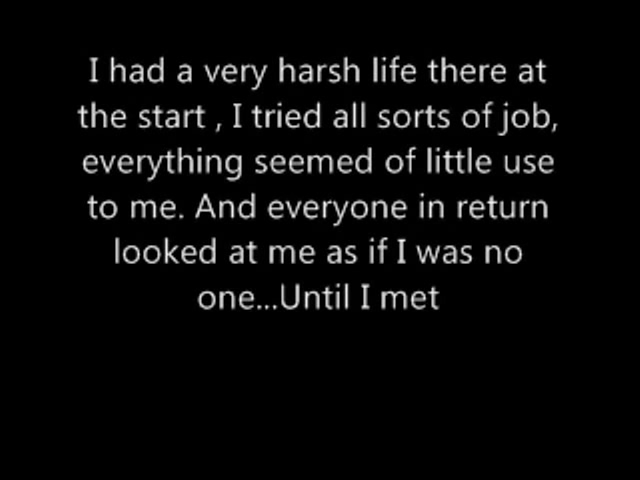 I had a very harsh life there at
the start , I tried all sorts of job,
everything seemed of little use
to me. And everyone in return
looked at me as if I was no
one...Until I met